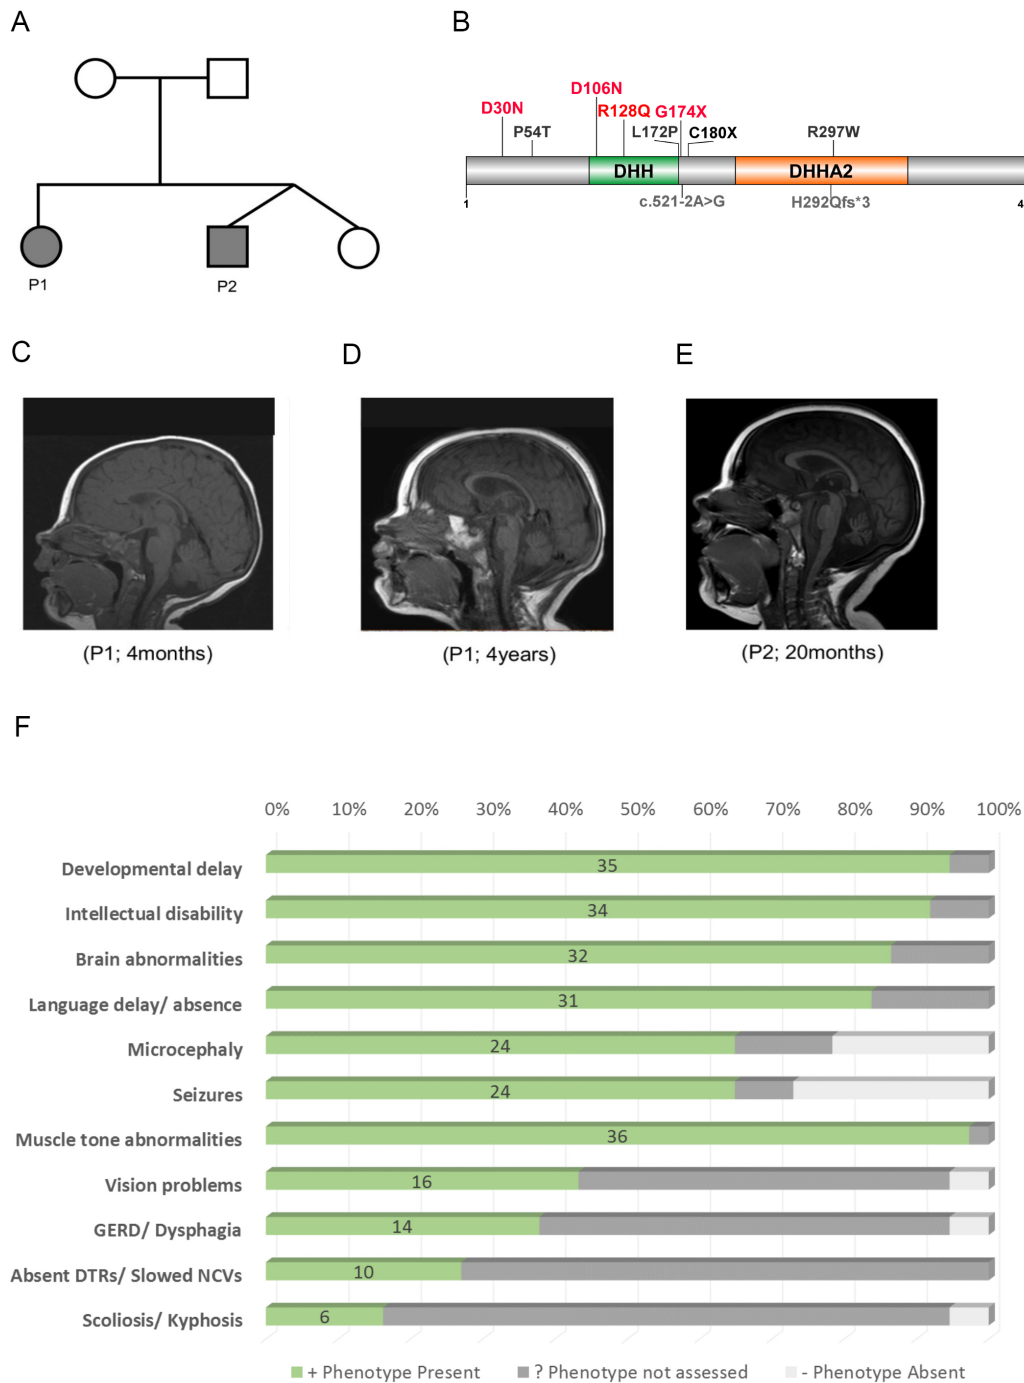 A
P1
P2
B
D106N
D30N
R128Q G174X
P54T
L172P
C180X
R297W
DHH
DHHA2
1
c.521-2A>G
H292Qfs*3
4
C
D
E
(P1; 4months)
(P1; 4years)
(P2; 20months)
F
0% 10% 20% 30% 40% 50% 60% 70% 80% 90% 100%
Developmental delay 35
Intellectual disability 34
Brain abnormalities 32
Language delay/ absence 31
Microcephaly 24
Seizures 24
Muscle tone abnormalities 36
Vision problems 16
GERD/ Dysphagia 14
Absent DTRs/ Slowed NCVs 10
Scoliosis/ Kyphosis 6
+ Phenotype Present ? Phenotype not assessed - Phenotype Absent